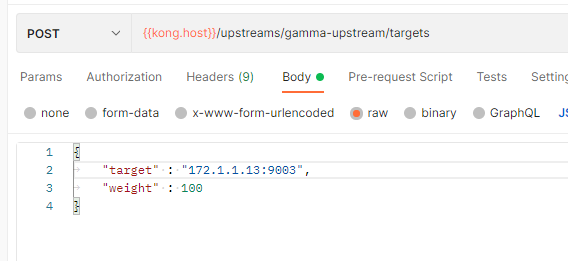 POST {{kong.host}}/upstreams/gamma-upstream/targets
Params Authorization Headers (9) Body Pre-request Script Tests Setting
none form-data x-www-form-urlencoded raw binary GraphQL JS
1 {
2 "target" : "172.1.1.13:9003",
3 "weight" : 100
4 }